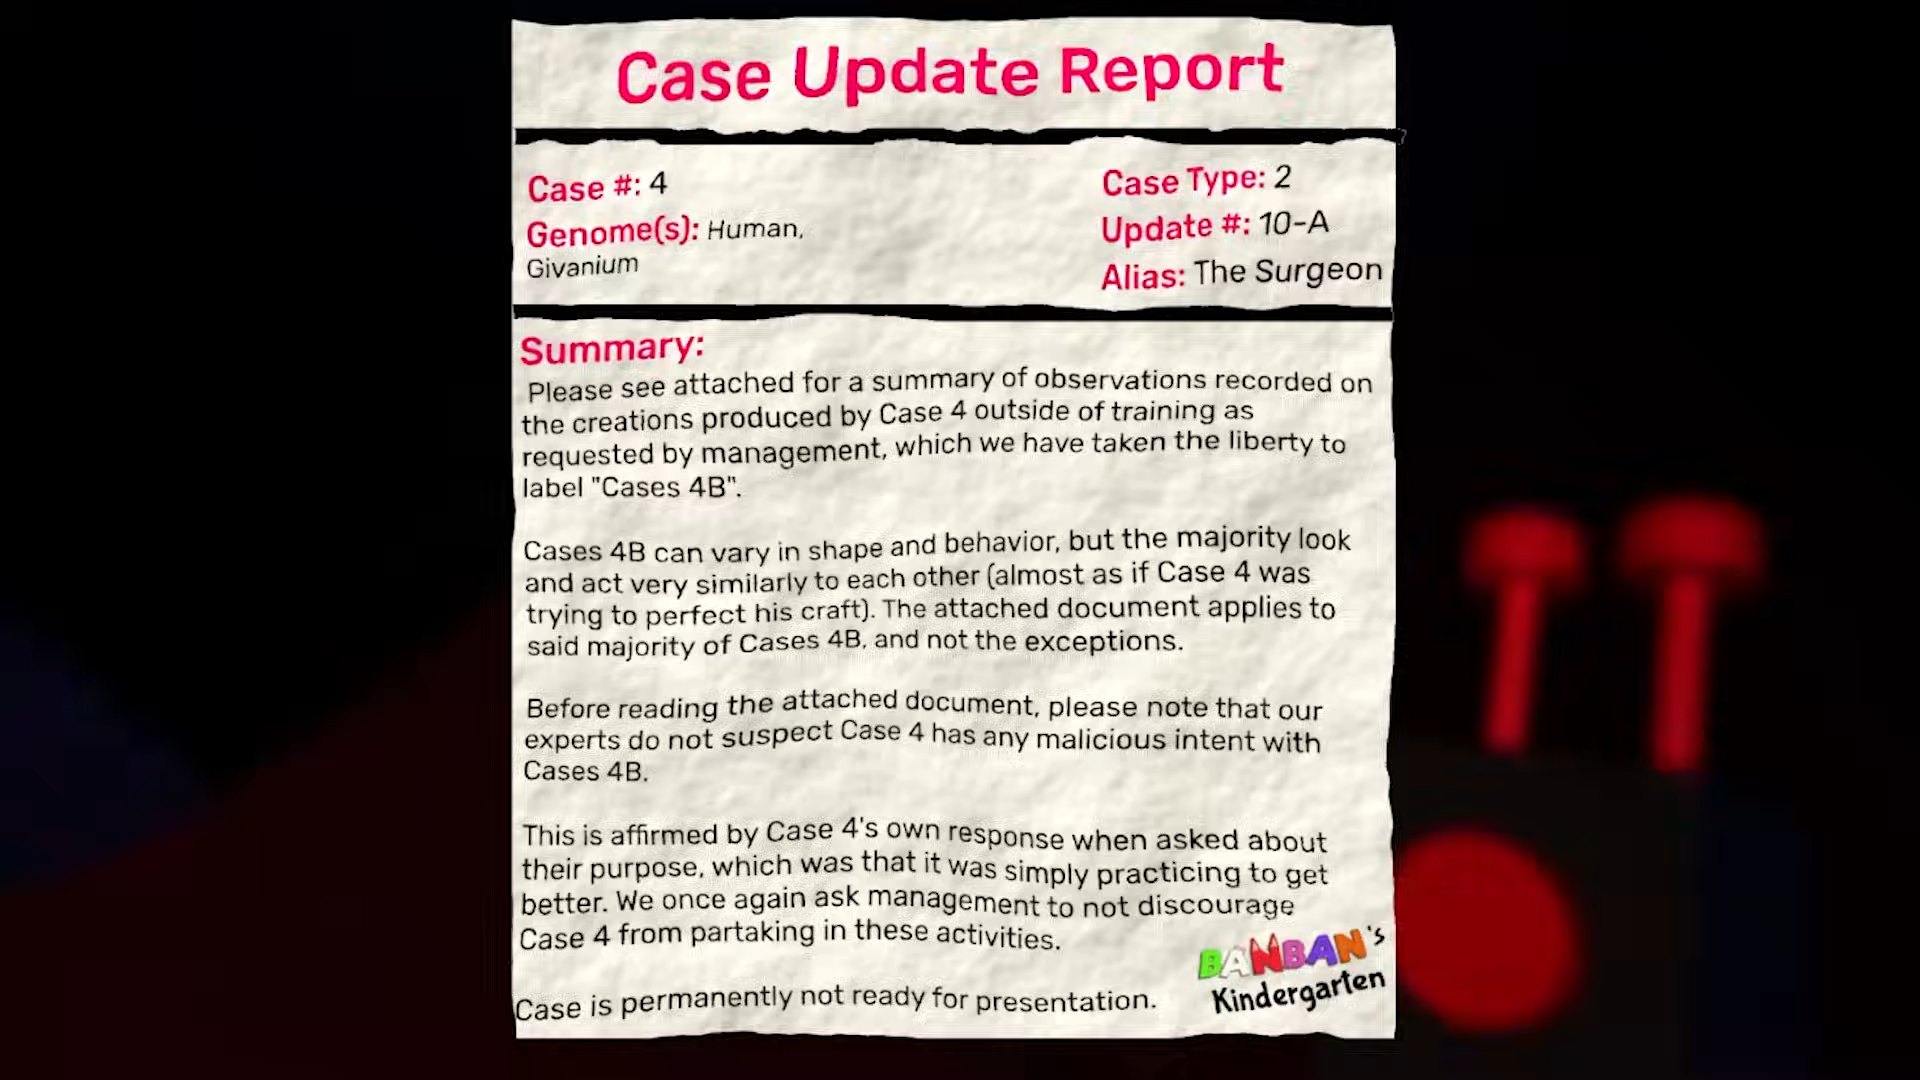 Case Update Report
Case #: 4
Genome(s): Human,
Givanium
Case Type: 2
Update #: 10-A
Alias: The Surgeon
Summary:
Please see attached for a summary of observations recorded on
the creations produced by Case 4 outside of training as
requested by management, which we have taken the liberty to
label "Cases 4B".
Cases 4B can vary in shape and behavior, but the majority look
and act very similarly to each other (almost as if Case 4 was
trying to perfect his craft). The attached document applies to
said majority of Cases 4B, and not the exceptions.
Before reading the attached document, please note that our
experts do not suspect Case 4 has any malicious intent with
Cases 4B.
This is affirmed by Case 4's own response when asked about
their purpose, which was that it was simply practicing to get
better. We once again ask management to not discourage
Case 4 from partaking in these activities.
Case is permanently not ready for presentation.
BANBAN's
Kindergarten